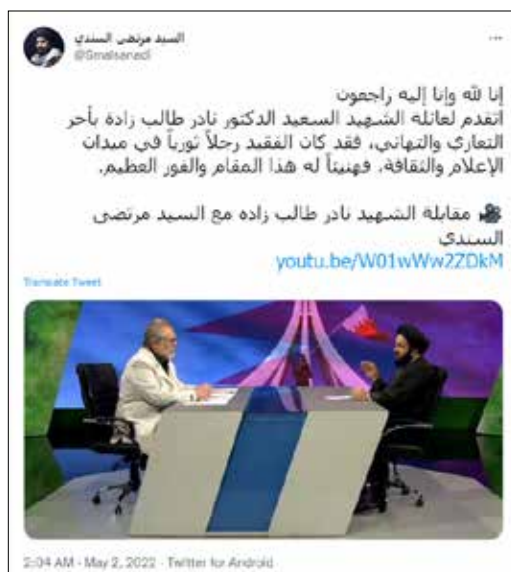 السيد مرتضى السندي
@Smalsanadi
إنا لله وإنا إليه راجعون
اتقدم لعائلة الشهيد السعيد الدكتور نادر طالب زادة بأحر
التعازي والتهاني، فقد كان الفقيد رجلاً ثورياً في ميدان
الإعلام والثقافة، فهنيئاً له هذا المقام والفوز العظيم.
مقابلة الشهيد نادر طالب زاده مع السيد مرتضى
السندي
youtu.be/W01wWw2ZDkM
Translate Tweet
2:04 AM - May 2, 2022 - Twitter for Android